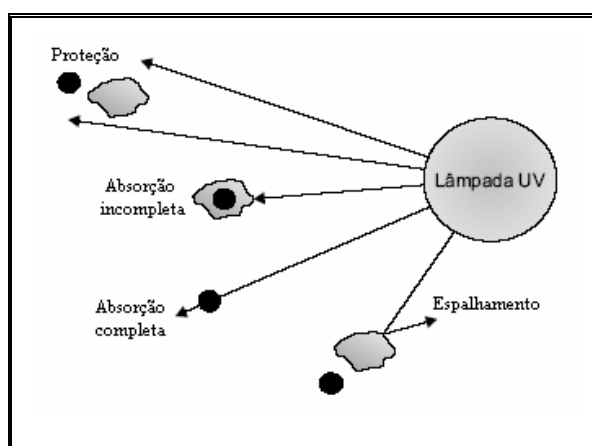 Proteção
Lâmpada UV
Absorção
incompleta
Absorção
completa
Espalhamento